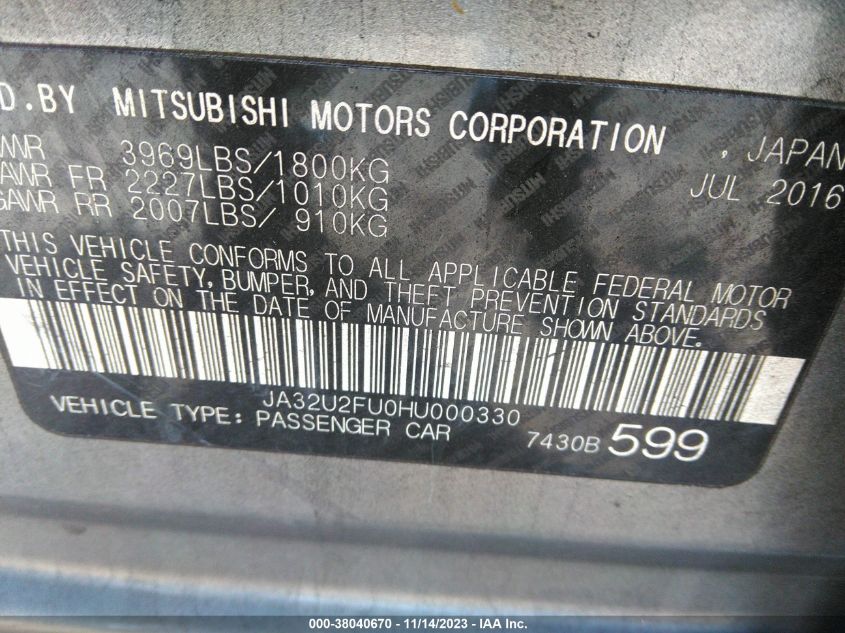 D.BY MITSUBISHI MOTORS CORPORATION , JAPAN
WR 3969LBS/1800KG JUL 2016
AWR FR 2227LBS/1010KG
GAWR RR 2007LBS/ 910KG
THIS VEHICLE CONFORMS TO ALL APPLICABLE FEDERAL MOTOR
VEHICLE SAFETY, BUMPER, AND THEFT PREVENTION STANDARDS
IN EFFECT ON THE DATE OF MANUFACTURE SHOWN ABOVE.
JA32U2FU0HU000330
VEHICLE TYPE: PASSENGER CAR 7430B 599
000-38040670 - 11/14/2023 - IAA Inc.